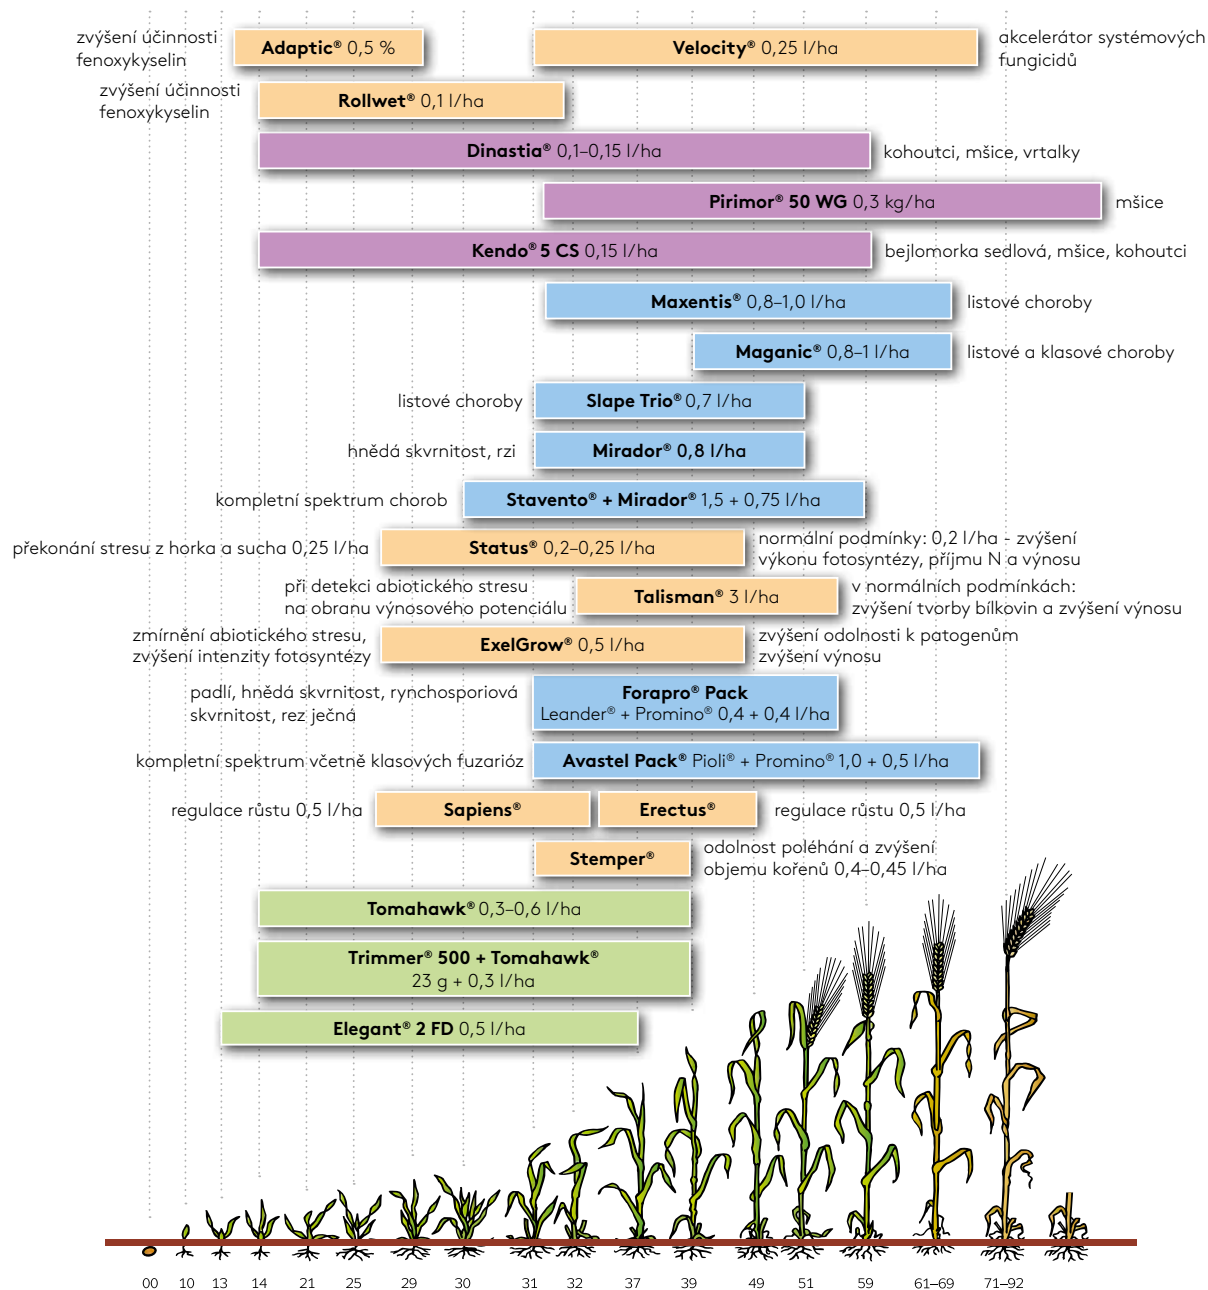 zvýšení účinnosti
fenoxykyselin
Adaptic® 0,5 %
Velocity® 0,25 l/ha
akcelerátor systémových
fungicidů
zvýšení účinnosti
fenoxykyselin
Rollwet® 0,1 l/ha
Dinastia® 0,1–0,15 l/ha
kohoutci, mšice, vrtalky
Pirimor® 50 WG 0,3 kg/ha
mšice
Kendo® 5 CS 0,15 l/ha
bejlomorka sedlová, mšice, kohoutci
Maxentis® 0,8–1,0 l/ha
listové choroby
Maganic® 0,8–1 l/ha
listové a klasové choroby
listové choroby
Slape Trio® 0,7 l/ha
hnědá skvrnitost, rzi
Mirador® 0,8 l/ha
kompletní spektrum chorob
Stavento® + Mirador® 1,5 + 0,75 l/ha
překonání stresu z horka a sucha 0,25 l/ha
Status® 0,2–0,25 l/ha
normální podmínky: 0,2 l/ha - zvýšení
výkonu fotosyntézy, příjmu N a výnosu
při detekci abiotického stresu
na obranu výnosového potenciálu
Talisman® 3 l/ha
v normálních podmínkách:
zvýšení tvorby bílkovin a zvýšení výnosu
zmírnění abiotického stresu,
zvýšení intenzity fotosyntézy
ExelGrow® 0,5 l/ha
zvýšení odolnosti k patogenům
zvýšení výnosu
padlí, hnědá skvrnitost, rynchosporiová
skvrnitost, rez ječná
Forapro® Pack
Leander® + Promino® 0,4 + 0,4 l/ha
kompletní spektrum včetně klasových fuzarióz
Avastel Pack® Pioli® + Promino® 1,0 + 0,5 l/ha
regulace růstu 0,5 l/ha
Sapiens®
Erectus®
regulace růstu 0,5 l/ha
Stemper®
odolnost poléhání a zvýšení
objemu kořenů 0,4–0,45 l/ha
Tomahawk® 0,3–0,6 l/ha
Trimmer® 500 + Tomahawk®
23 g + 0,3 l/ha
Elegant® 2 FD 0,5 l/ha
00 10 13 14 21 25 29 30 31 32 37 39 49 51 59 61–69 71–92